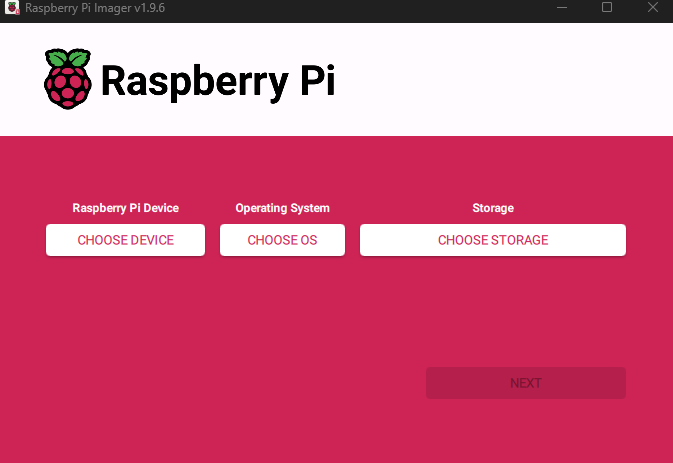 Raspberry Pi Imager v1.9.6
Raspberry Pi
Raspberry Pi Device
Operating System
Storage
CHOOSE DEVICE
CHOOSE OS
CHOOSE STORAGE
NEXT